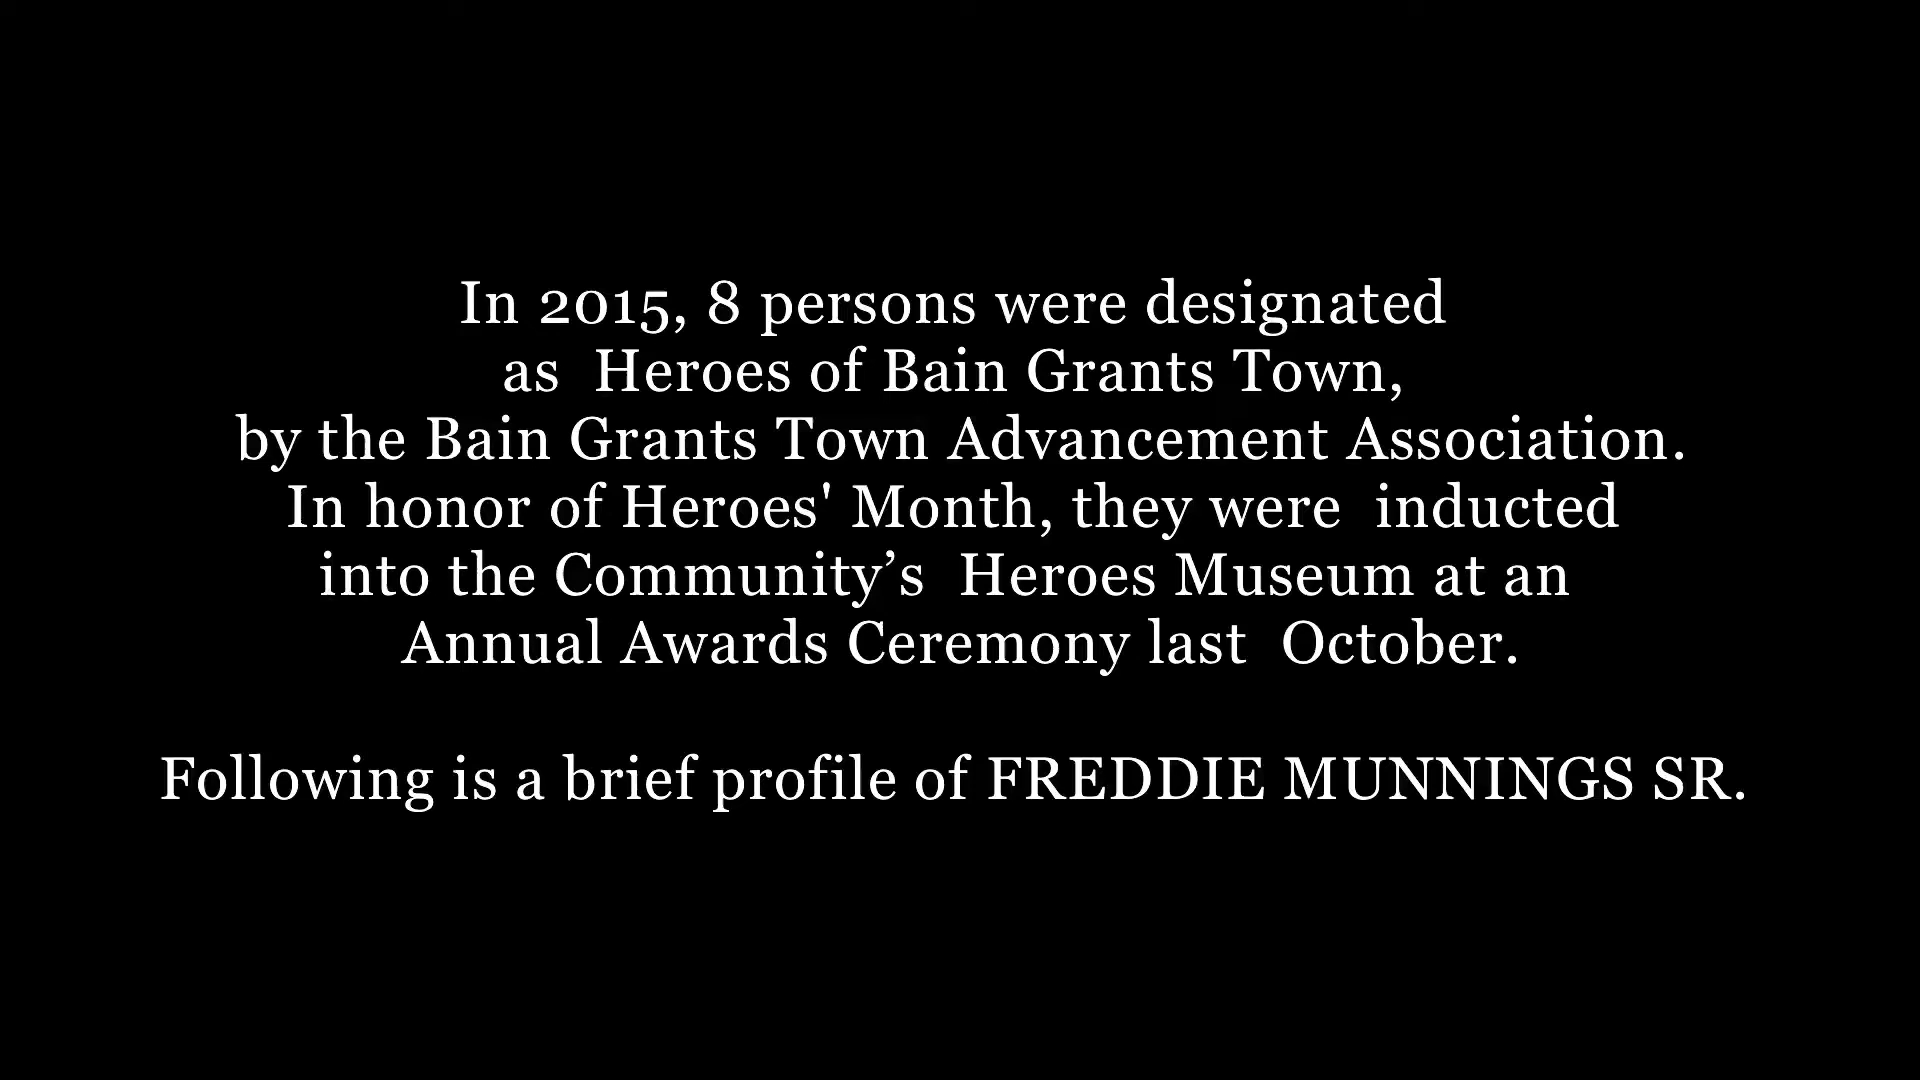 In 2015, 8 persons were designated
as  Heroes of Bain Grants Town,
by the Bain Grants Town Advancement Association.
In honor of Heroes' Month, they were  inducted
into the Community’s  Heroes Museum at an
Annual Awards Ceremony last  October.
Following is a brief profile of FREDDIE MUNNINGS SR.